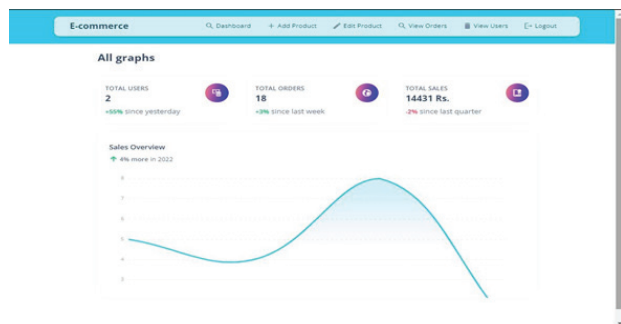 E-commerce
Dashboard
+ Add Product
Edit Product
View Orders
View Users
Logout
All graphs
TOTAL USERS
2
+55% since yesterday
TOTAL ORDERS
18
+3% since last week
TOTAL SALES
14431 Rs.
-2% since last quarter
Sales Overview
4% more in 2022
8
7
6
5
4
3